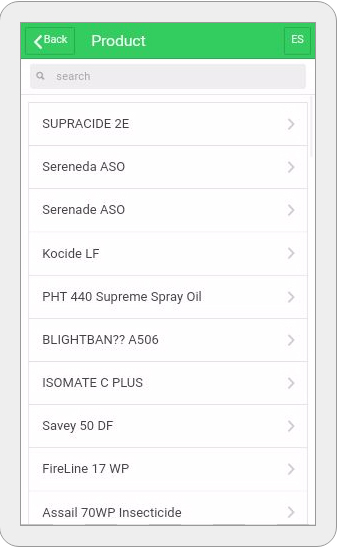 Back
Product
ES
search
SUPRACIDE 2E
Sereneda ASO
Serenade ASO
Kocide LF
PHT 440 Supreme Spray Oil
BLIGHTBAN?? A506
ISOMATE C PLUS
Savey 50 DF
FireLine 17 WP
Assail 70WP Insecticide